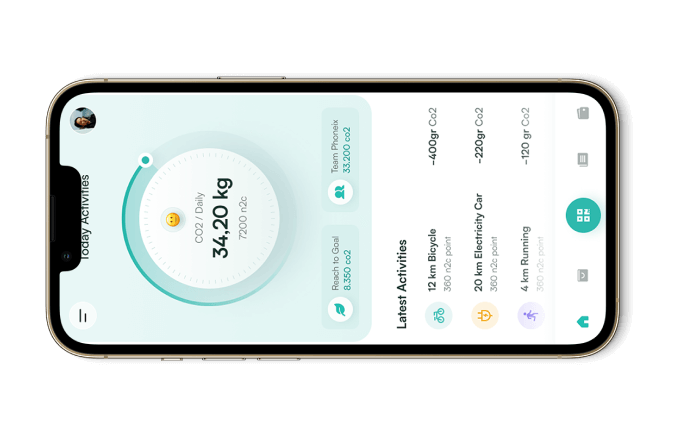 Today Activities
CO2 / Daily
34,20 kg
7200 n2c
Reach to Goal
8.350 co2
Team Phoneix
33.200 co2
Latest Activities
12 km Bicycle
360 n2c point
-400gr Co2
20 km Electricity Car
360 n2c point
-220gr Co2
4 km Running
360 n2c point
-120 gr Co2